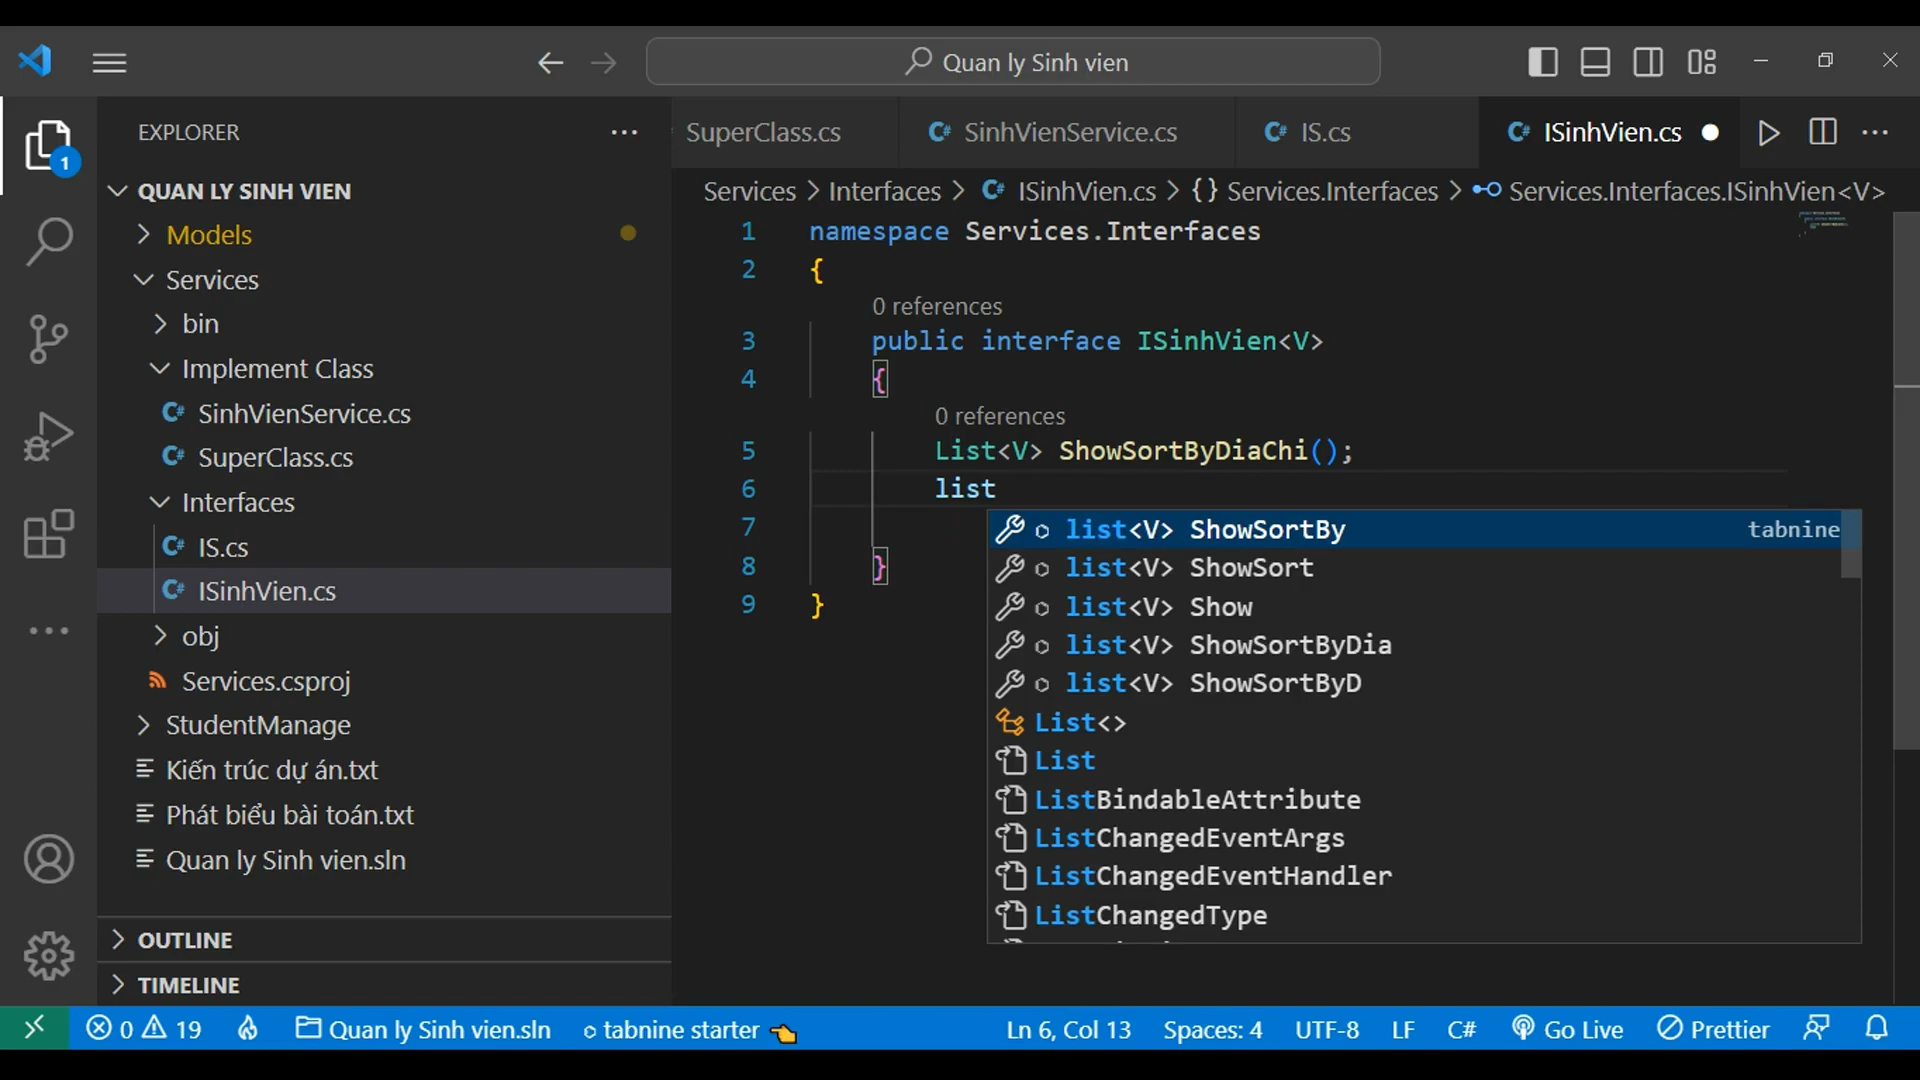 Quan ly Sinh vien
EXPLORER
1
QUAN LY SINH VIEN
Models
Services
bin
Implement Class
SinhVienService.cs
SuperClass.cs
Interfaces
IS.cs
ISinhVien.cs
obj
Services.csproj
StudentManage
Kiến trúc dự án.txt
Phát biểu bài toán.txt
Quan ly Sinh vien.sln
OUTLINE
TIMELINE
SuperClass.cs SinhVienService.cs IS.cs ISinhVien.cs
Services > Interfaces > ISinhVien.cs > {} Services.Interfaces > Services.Interfaces.ISinhVien<V>
1 namespace Services.Interfaces
2 {
0 references
3 public interface ISinhVien<V>
4 {
0 references
5 List<V> ShowSortByDiaChi();
6 list
7
8 }
9 }
list<V> ShowSortBy tabnine
list<V> ShowSort
list<V> Show
list<V> ShowSortByDia
list<V> ShowSortByD
List<>
List
ListBindableAttribute
ListChangedEventArgs
ListChangedEventHandler
ListChangedType
0 19 Quan ly Sinh vien.sln tabnine starter Ln 6, Col 13 Spaces: 4 UTF-8 LF C# Go Live Prettier